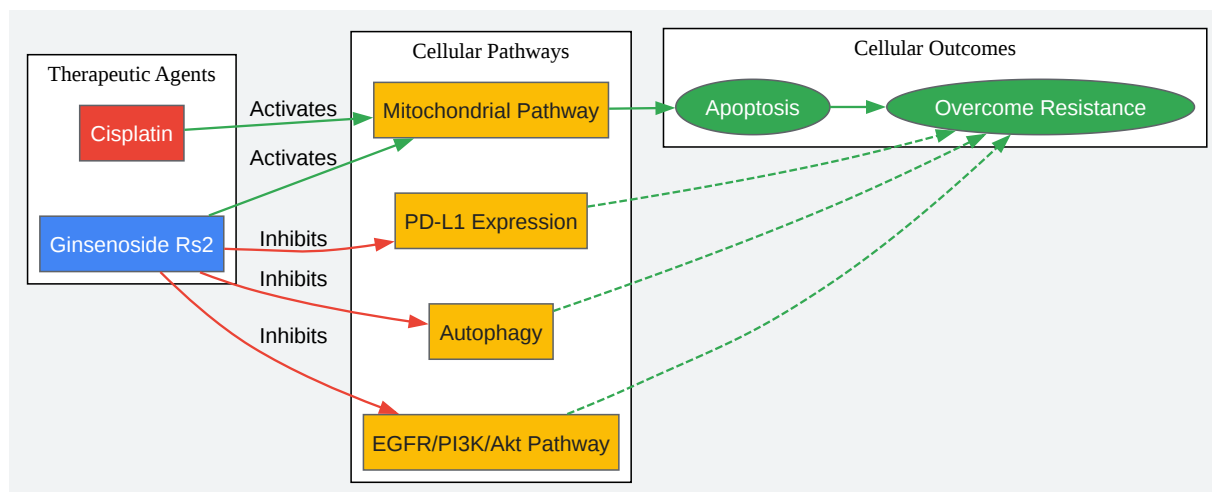 Therapeutic Agents
Cisplatin
Ginsenoside Rs2
Activates
Activates
Inhibits
Inhibits
Inhibits
Cellular Pathways
Mitochondrial Pathway
PD-L1 Expression
Autophagy
EGFR/PI3K/Akt Pathway
Cellular Outcomes
Apoptosis
Overcome Resistance